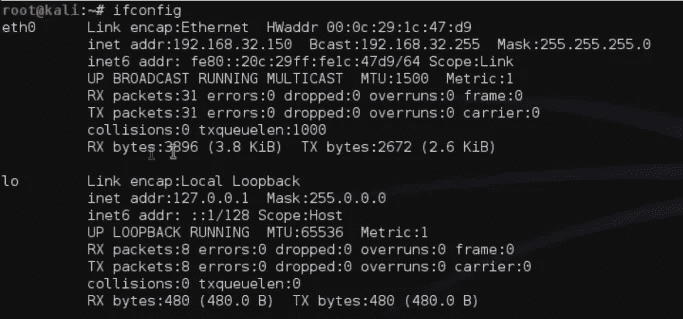 root@kali:~# ifconfig
eth0 Link encap:Ethernet HWaddr 00:0c:29:1c:47:d9
inet addr:192.168.32.150 Bcast:192.168.32.255 Mask:255.255.255.0
inet6 addr: fe80::20c:29ff:fe1c:47d9/64 Scope:Link
UP BROADCAST RUNNING MULTICAST MTU:1500 Metric:1
RX packets:31 errors:0 dropped:0 overruns:0 frame:0
TX packets:31 errors:0 dropped:0 overruns:0 carrier:0
collisions:0 txqueuelen:1000
RX bytes:3896 (3.8 KiB) TX bytes:2672 (2.6 KiB)
lo Link encap:Local Loopback
inet addr:127.0.0.1 Mask:255.0.0.0
inet6 addr: ::1/128 Scope:Host
UP LOOPBACK RUNNING MTU:65536 Metric:1
RX packets:8 errors:0 dropped:0 overruns:0 frame:0
TX packets:8 errors:0 dropped:0 overruns:0 carrier:0
collisions:0 txqueuelen:0
RX bytes:480 (480.0 B) TX bytes:480 (480.0 B)